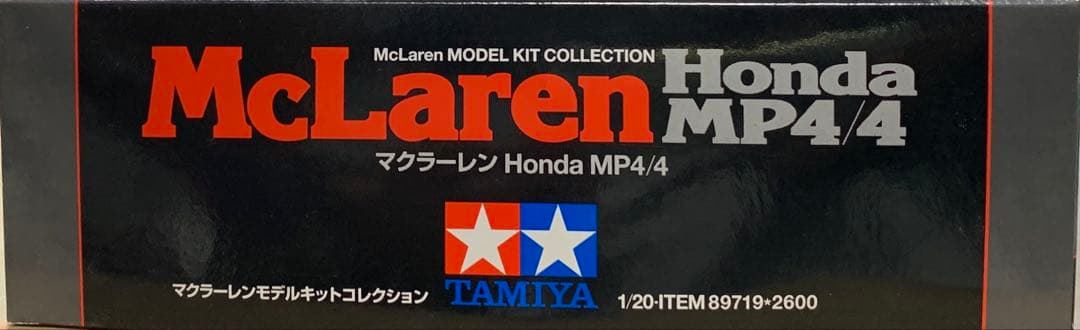 McLaren MODEL KIT COLLECTION
McLaren Honda
MP4/4
マクラーレン Honda MP4/4
マクラーレンモデルキットコレクション
TAMIYA
1/20・ITEM 89719*2600